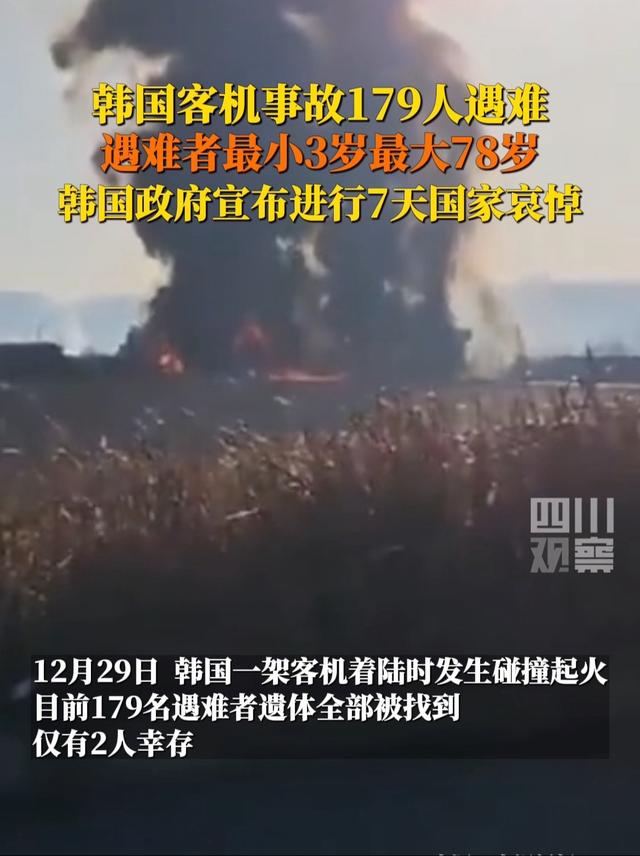 韩国客机事故179人遇难
遇难者最小3岁最大78岁
韩国政府宣布进行7天国家哀悼
四川
观察
12月29日 韩国一架客机着陆时发生碰撞起火
目前179名遇难者遗体全部被找到
仅有2人幸存